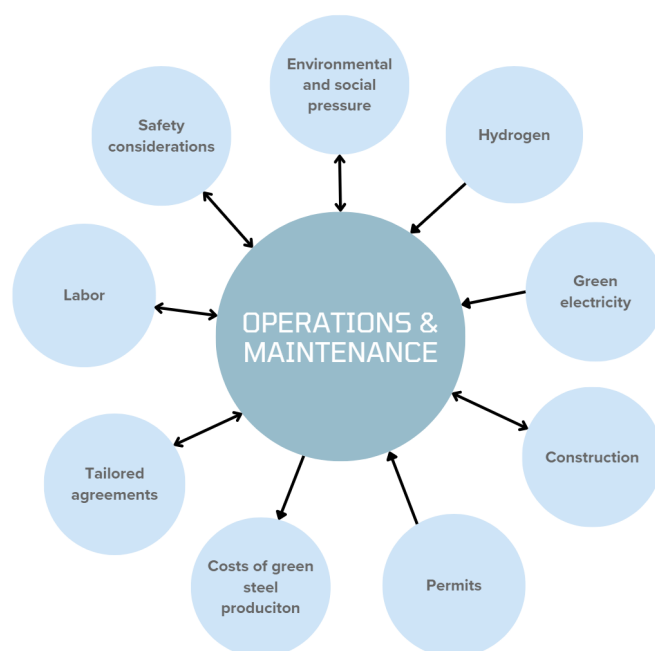 Environmental
and social
pressure
Safety
considerations
Hydrogen
Labor
Green
electricity
OPERATIONS &
MAINTENANCE
Tailored
agreements
Construction
Costs of green
steel
produciton
Permits